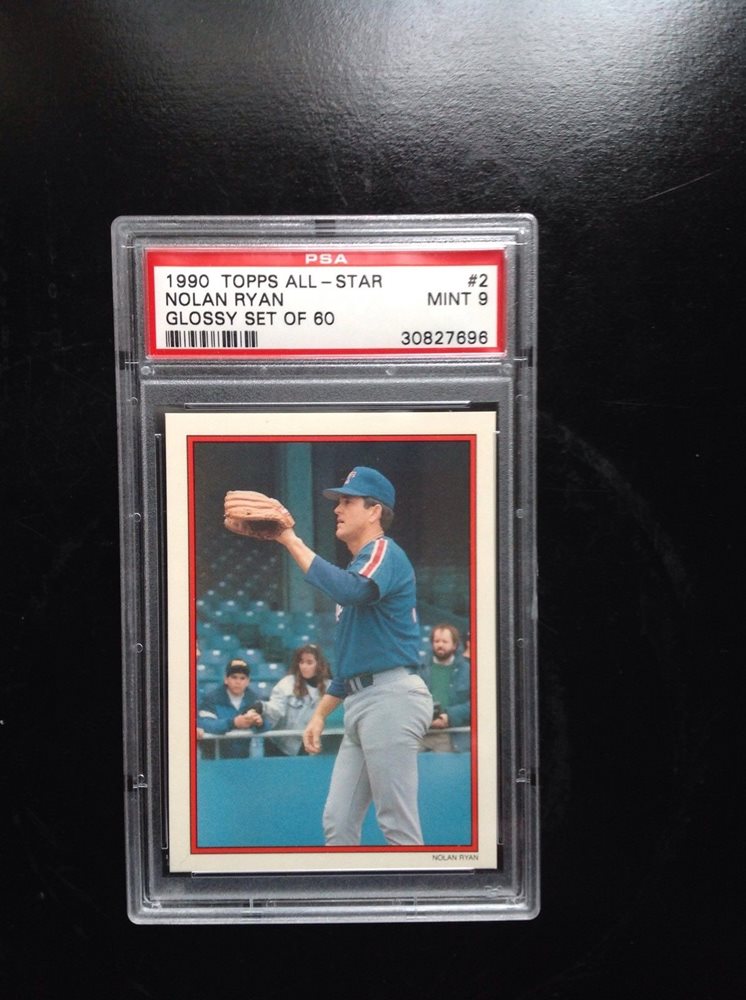 PSA
1990 TOPPS ALL-STAR #2
NOLAN RYAN MINT 9
GLOSSY SET OF 60
30827696
NOLAN RYAN